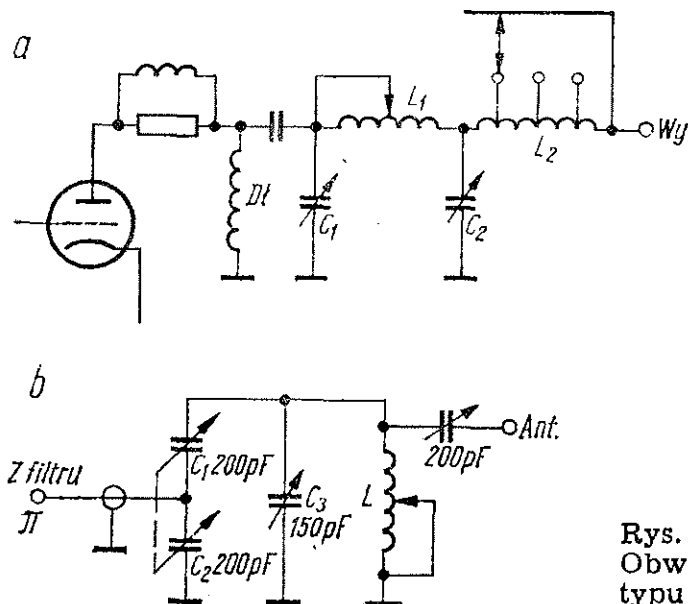 a
L₁
L₂
Wy
Dł
C₁
C₂
b
Z filtru
π
C₁ 200pF
C₂ 200pF
C₃
150pF
L
200pF
Ant.
Rys.
Obw
typu